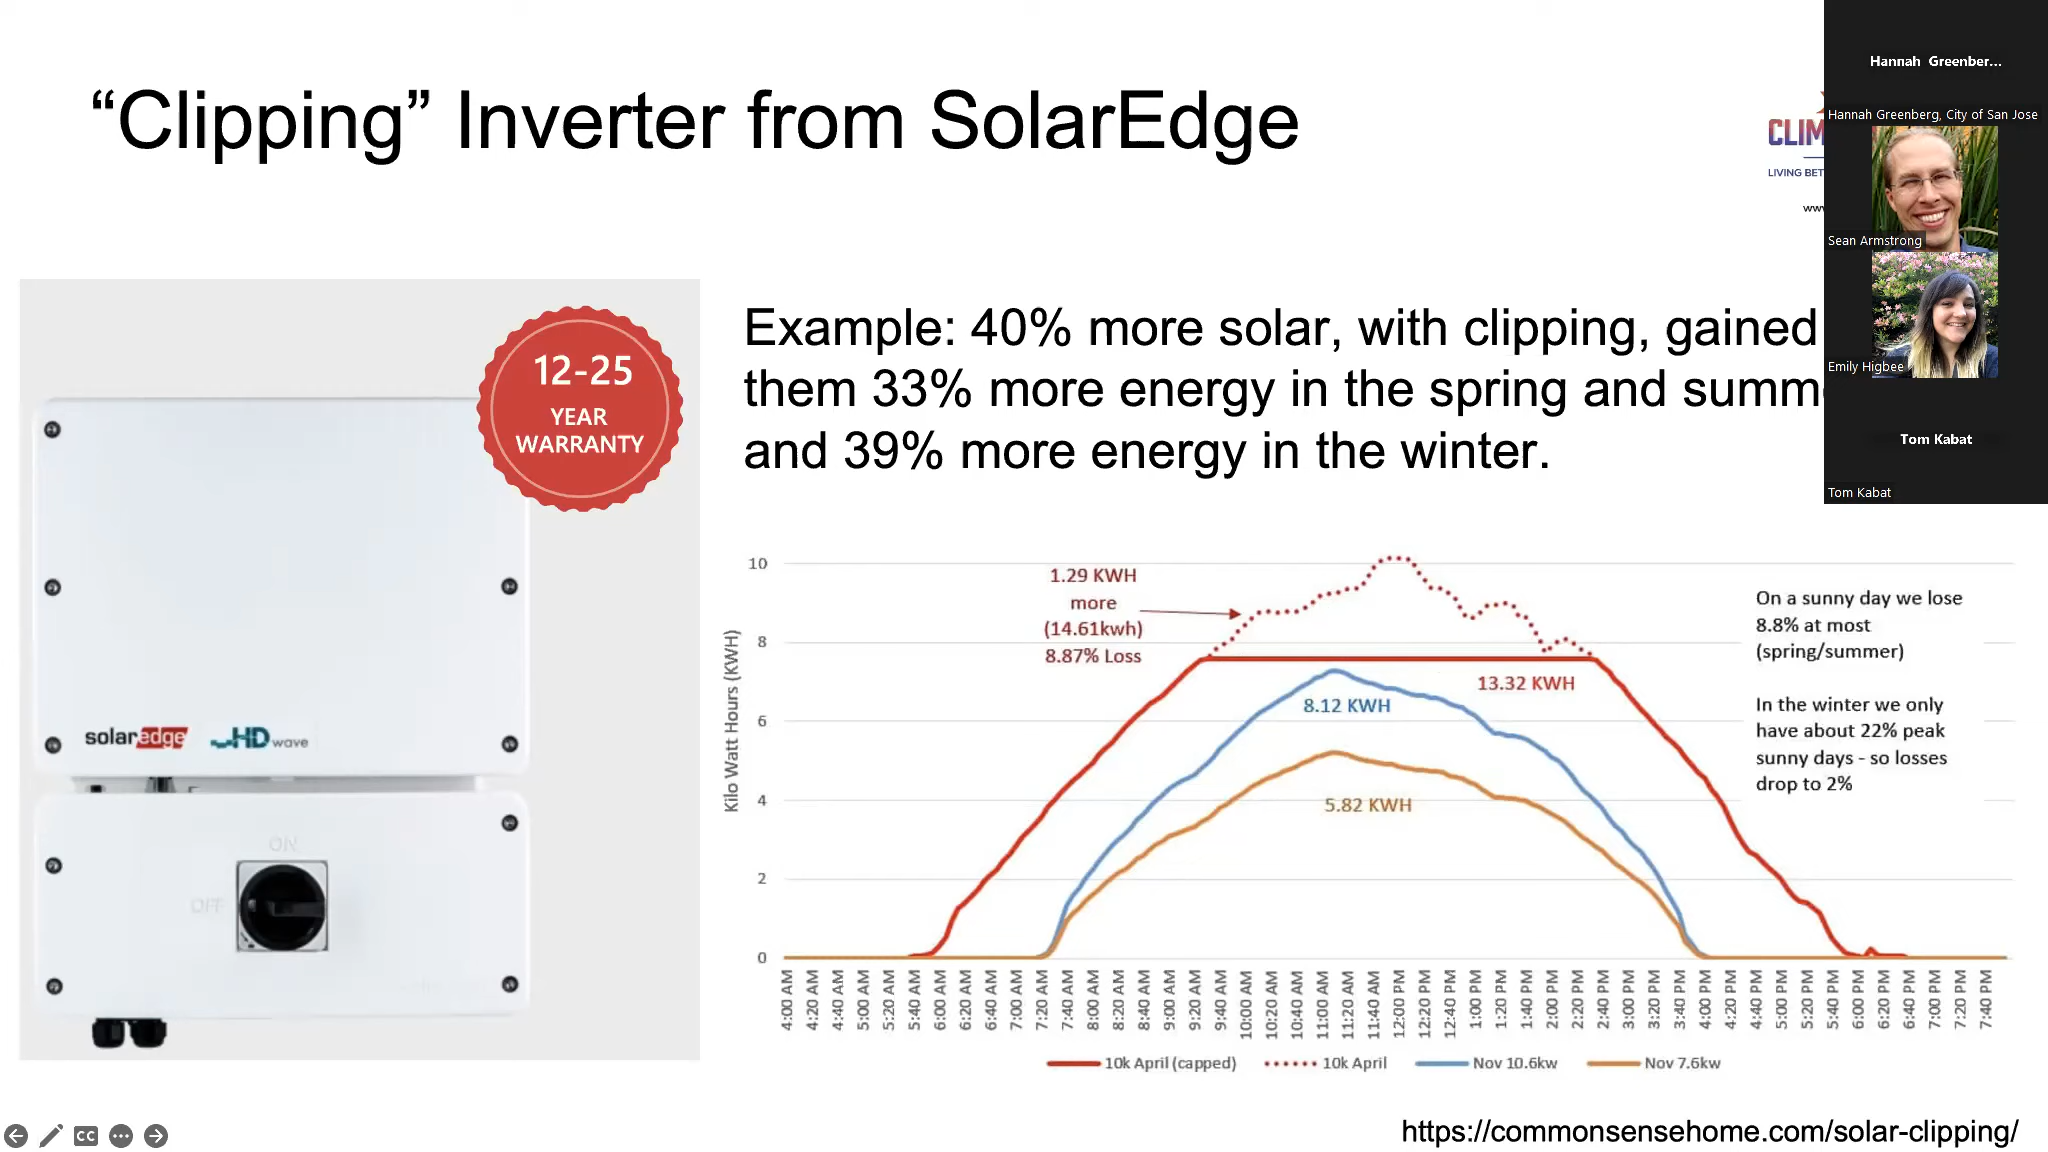 “Clipping” Inverter from SolarEdge
CLIM
LIVING BET
www
Hannah Greenber...
Hannah Greenberg, City of San Jose
Sean Armstrong
Emily Higbee
Tom Kabat
Tom Kabat
12-25
YEAR
WARRANTY
solaredge HD wave
ON
OFF
Example: 40% more solar, with clipping, gained
them 33% more energy in the spring and summ
and 39% more energy in the winter.
Kilo Watt Hours (KWH)
10
8
6
4
2
0
1.29 KWH
more
(14.61kwh)
8.87% Loss
13.32 KWH
8.12 KWH
5.82 KWH
On a sunny day we lose
8.8% at most
(spring/summer)
In the winter we only
have about 22% peak
sunny days - so losses
drop to 2%
4:00 AM
4:20 AM
4:40 AM
5:00 AM
5:20 AM
5:40 AM
6:00 AM
6:20 AM
6:40 AM
7:00 AM
7:20 AM
7:40 AM
8:00 AM
8:20 AM
8:40 AM
9:00 AM
9:20 AM
9:40 AM
10:00 AM
10:20 AM
10:40 AM
11:00 AM
11:20 AM
11:40 AM
12:00 PM
12:20 PM
12:40 PM
1:00 PM
1:20 PM
1:40 PM
2:00 PM
2:20 PM
2:40 PM
3:00 PM
3:20 PM
3:40 PM
4:00 PM
4:20 PM
4:40 PM
5:00 PM
5:20 PM
5:40 PM
6:00 PM
6:20 PM
6:40 PM
7:00 PM
7:20 PM
7:40 PM
10k April (capped)
10k April
Nov 10.6kw
Nov 7.6kw
CC
https://commonsensehome.com/solar-clipping/